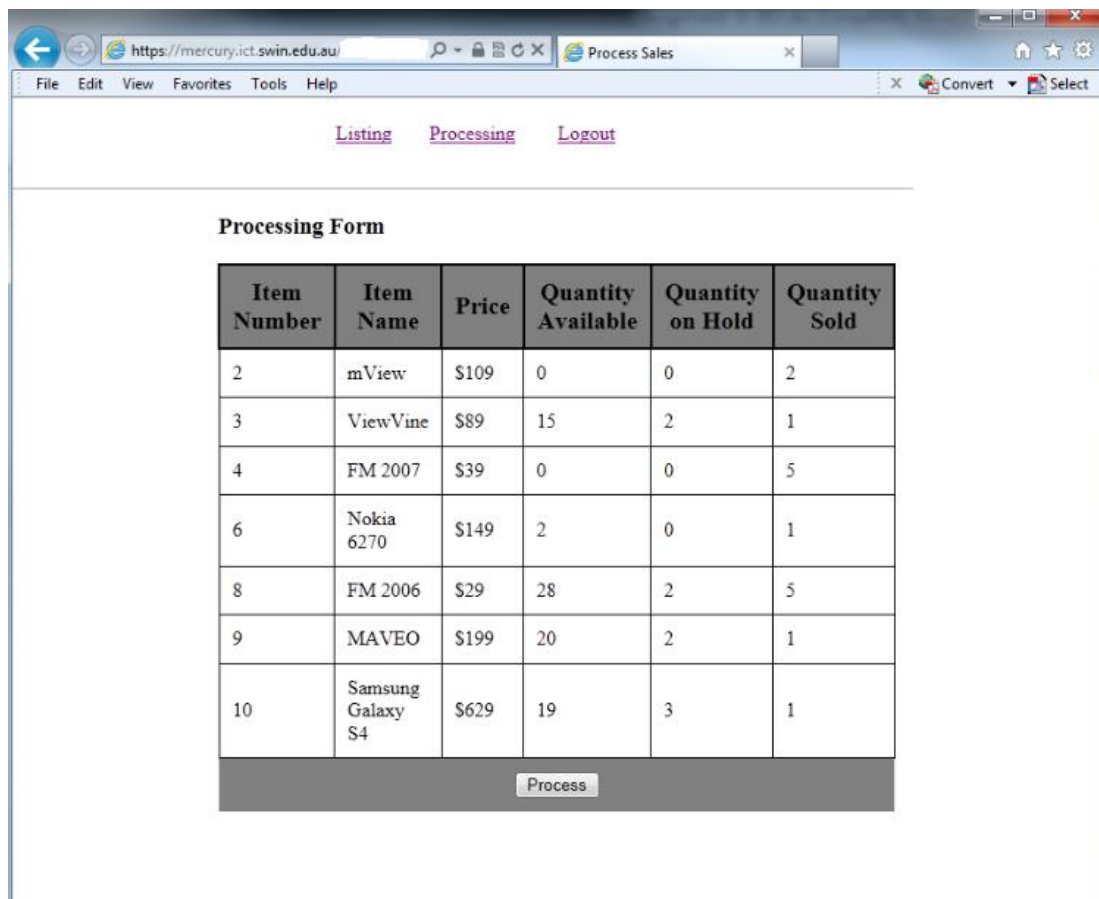 https://mercury.ict.swin.edu.au/
Process Sales
File Edit View Favorites Tools Help
Convert Select
Listing Processing Logout
Processing Form
Item Number Item Name Price Quantity Available Quantity on Hold Quantity Sold
2 mView $109 0 0 2
3 ViewVine $89 15 2 1
4 FM 2007 $39 0 0 5
6 Nokia 6270 $149 2 0 1
8 FM 2006 $29 28 2 5
9 MAVEO $199 20 2 1
10 Samsung Galaxy S4 $629 19 3 1
Process